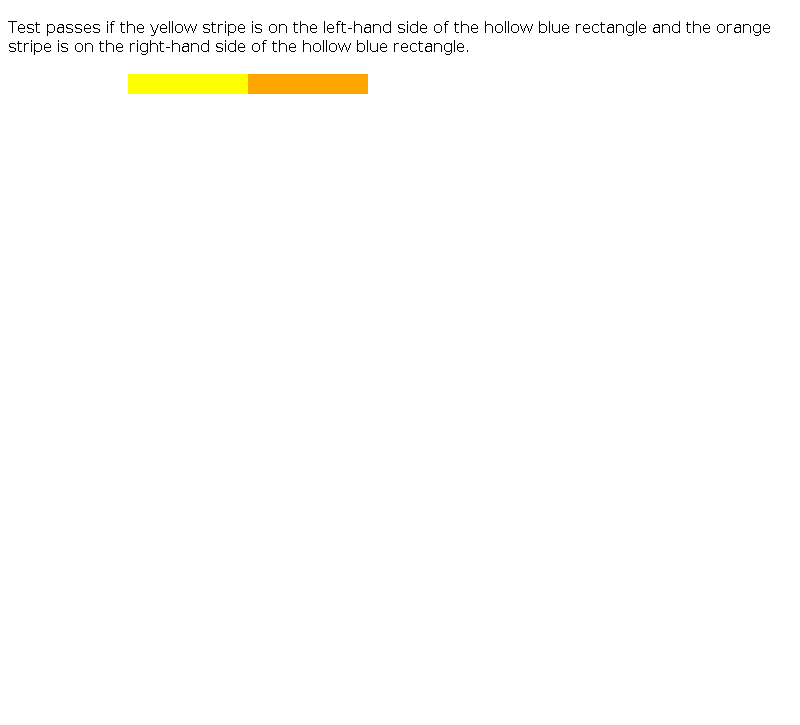 Test passes if the yellow stripe is on the left-hand side of the hollow blue rectangle and the orange
stripe is on the right-hand side of the hollow blue rectangle.